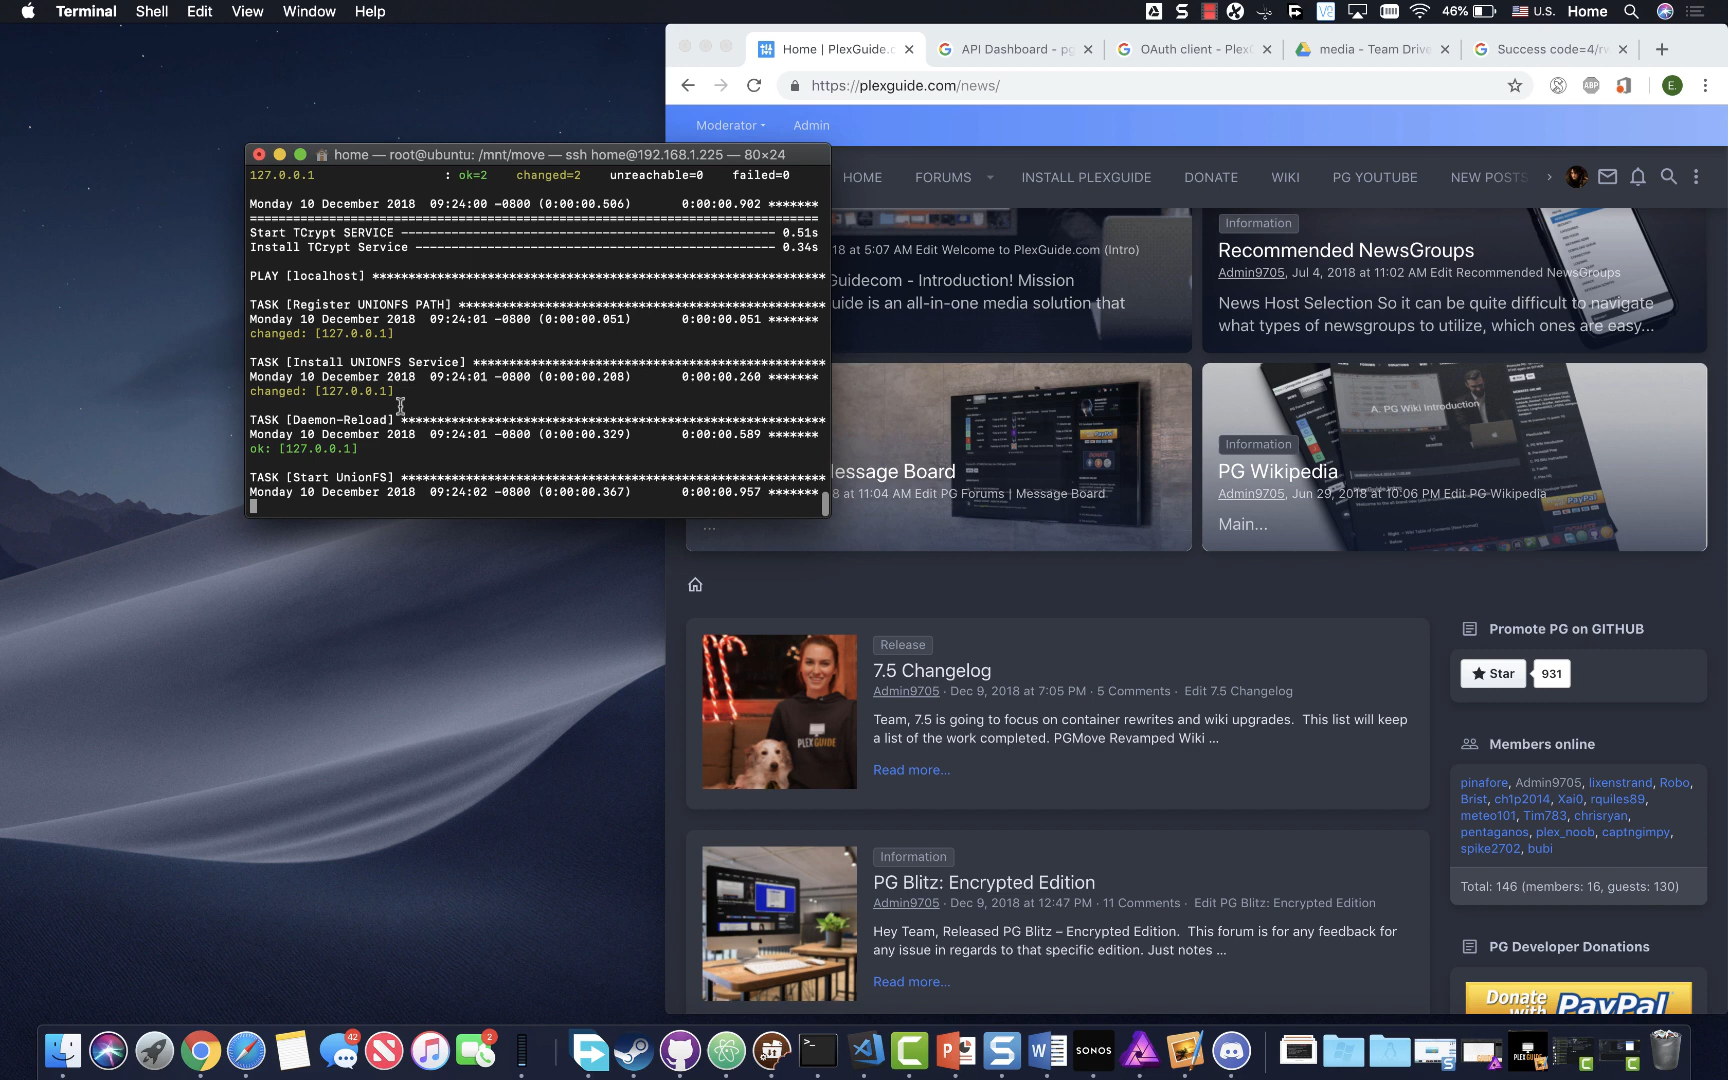 Terminal Shell Edit View Window Help
46% U.S. Home
Home | PlexGuide.c
API Dashboard - pg
OAuth client - Plex
media - Team Drive
Success code=4/rw
https://plexguide.com/news/
ABP
E.
Moderator Admin
home — root@ubuntu: /mnt/move — ssh home@192.168.1.225 — 80×24
127.0.0.1 : ok=2 changed=2 unreachable=0 failed=0
Monday 10 December 2018 09:24:00 -0800 (0:00:00.506) 0:00:00.902 *******
===============================================================================
Start TCrypt SERVICE ---------------------------------------------------- 0.51s
Install TCrypt Service -------------------------------------------------- 0.34s
PLAY [localhost] ***************************************************************
TASK [Register UNIONFS PATH] ***************************************************
Monday 10 December 2018 09:24:01 -0800 (0:00:00.051) 0:00:00.051 *******
changed: [127.0.0.1]
TASK [Install UNIONFS Service] *************************************************
Monday 10 December 2018 09:24:01 -0800 (0:00:00.208) 0:00:00.260 *******
changed: [127.0.0.1]
TASK [Daemon-Reload] ***********************************************************
Monday 10 December 2018 09:24:01 -0800 (0:00:00.329) 0:00:00.589 *******
ok: [127.0.0.1]
TASK [Start UnionFS] ***********************************************************
Monday 10 December 2018 09:24:02 -0800 (0:00:00.367) 0:00:00.957 *******
HOME FORUMS INSTALL PLEXGUIDE DONATE WIKI PG YOUTUBE NEW POSTS
18 at 5:07 AM Edit Welcome to PlexGuide.com (Intro)
Guidecom - Introduction! Mission
uide is an all-in-one media solution that
Information
Recommended NewsGroups
Admin9705, Jul 4, 2018 at 11:02 AM Edit Recommended NewsGroups
News Host Selection So it can be quite difficult to navigate
what types of newsgroups to utilize, which ones are easy...
essage Board
8 at 11:04 AM Edit PG Forums | Message Board
...
A. PG Wiki Introduction
Information
PG Wikipedia
Admin9705, Jun 29, 2018 at 10:06 PM Edit PG Wikipedia
Main...
PLEX GUIDE
Release
7.5 Changelog
Admin9705 · Dec 9, 2018 at 7:05 PM · 5 Comments · Edit 7.5 Changelog
Team, 7.5 is going to focus on container rewrites and wiki upgrades. This list will keep
a list of the work completed. PGMove Revamped Wiki ...
Read more...
Information
PG Blitz: Encrypted Edition
Admin9705 · Dec 9, 2018 at 12:47 PM · 11 Comments · Edit PG Blitz: Encrypted Edition
Hey Team, Released PG Blitz – Encrypted Edition. This forum is for any feedback for
any issue in regards to that specific edition. Just notes ...
Read more...
Promote PG on GITHUB
Star 931
Members online
pinafore, Admin9705, lixenstrand, Robo,
Brist, ch1p2014, Xai0, rquiles89,
meteo101, Tim783, chrisryan,
pentaganos, plex_noob, captngimpy,
spike2702, bubi
Total: 146 (members: 16, guests: 130)
PG Developer Donations
Donate with PayPal
42
2
SONOS